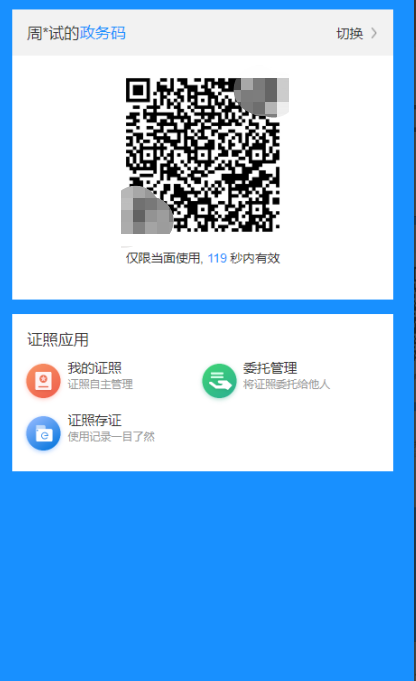 周*试的政务码
切换
仅限当面使用, 119 秒内有效
证照应用
我的证照
证照自主管理
委托管理
将证照委托给他人
证照存证
使用记录一目了然